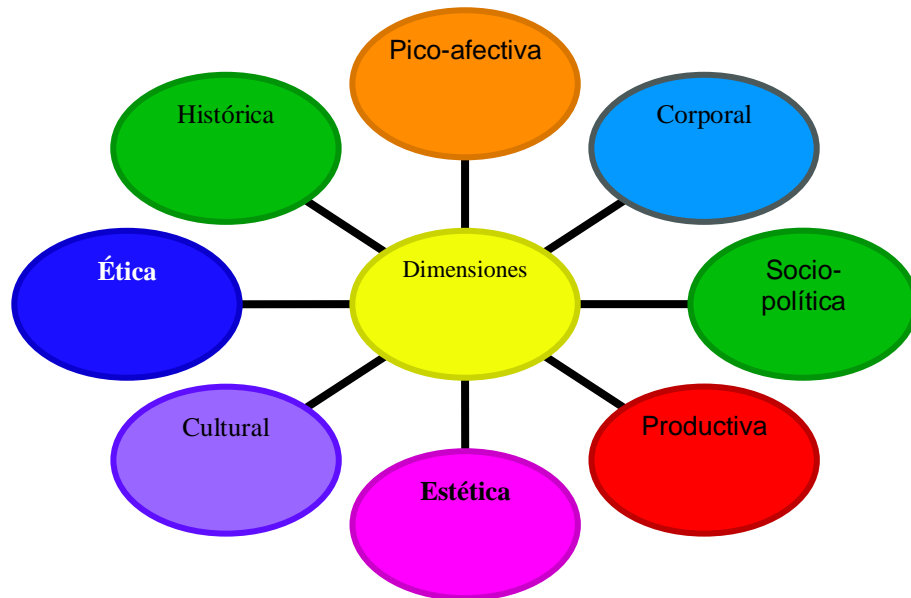 Pico-afectiva
Histórica
Corporal
Ética
Dimensiones
Socio-
política
Cultural
Productiva
Estética